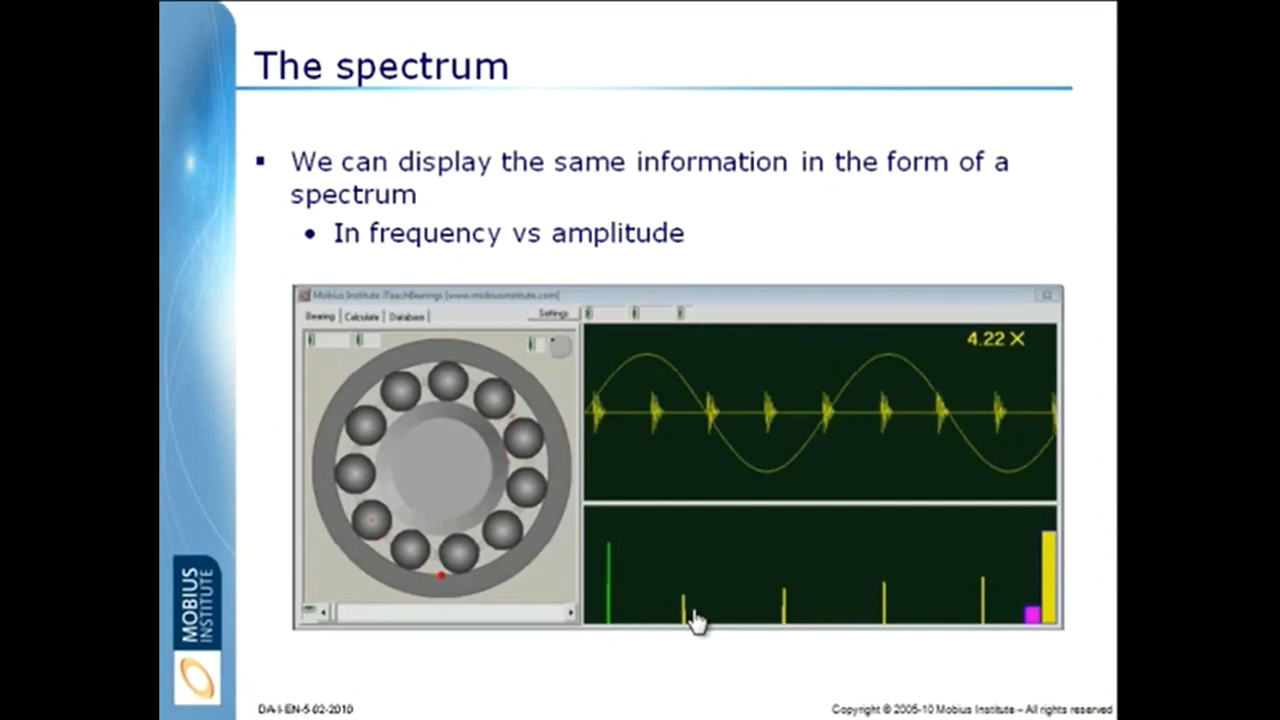 The spectrum
We can display the same information in the form of a
spectrum
In frequency vs amplitude
Mobius Institute iTeachBearings [www.mobiusinstitute.com]
Bearing Calculate Database Settings
4.22 X
MOBIUS
INSTITUTE
DA-I-EN-5-02-2010
Copyright © 2005-10 Mobius Institute – All rights reserved